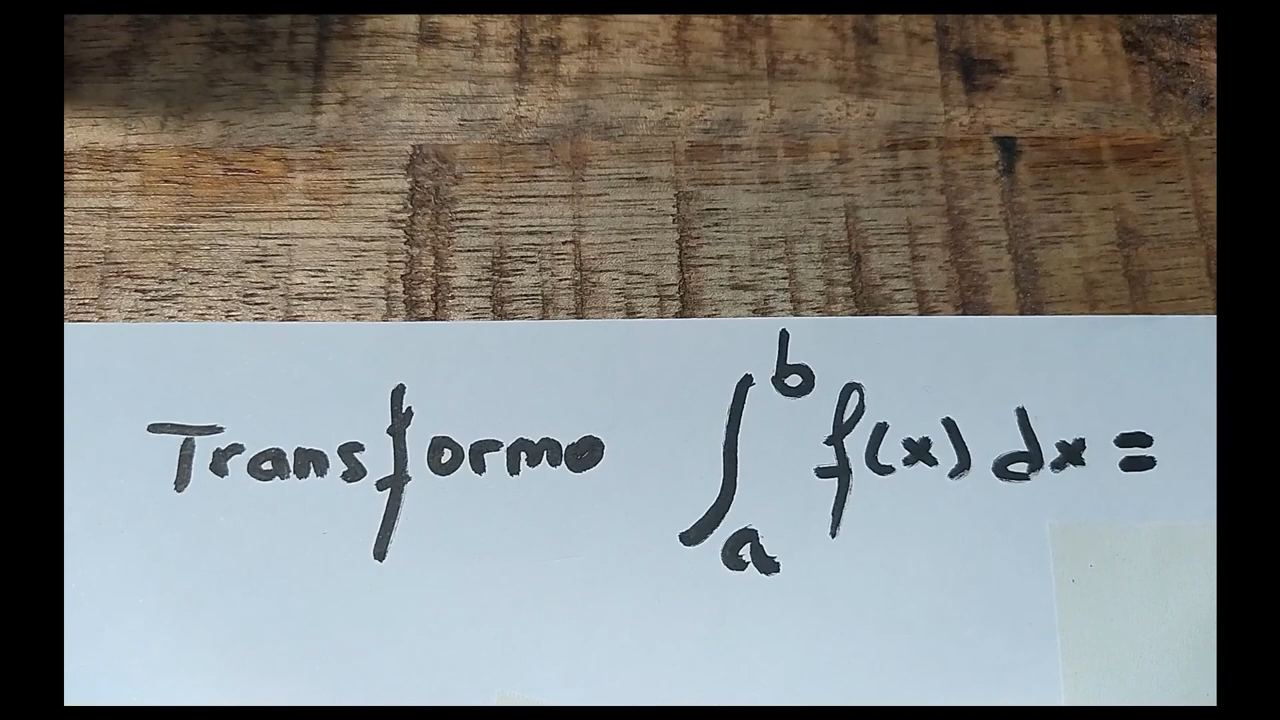 Transformo ∫_a^b f(x) dx =